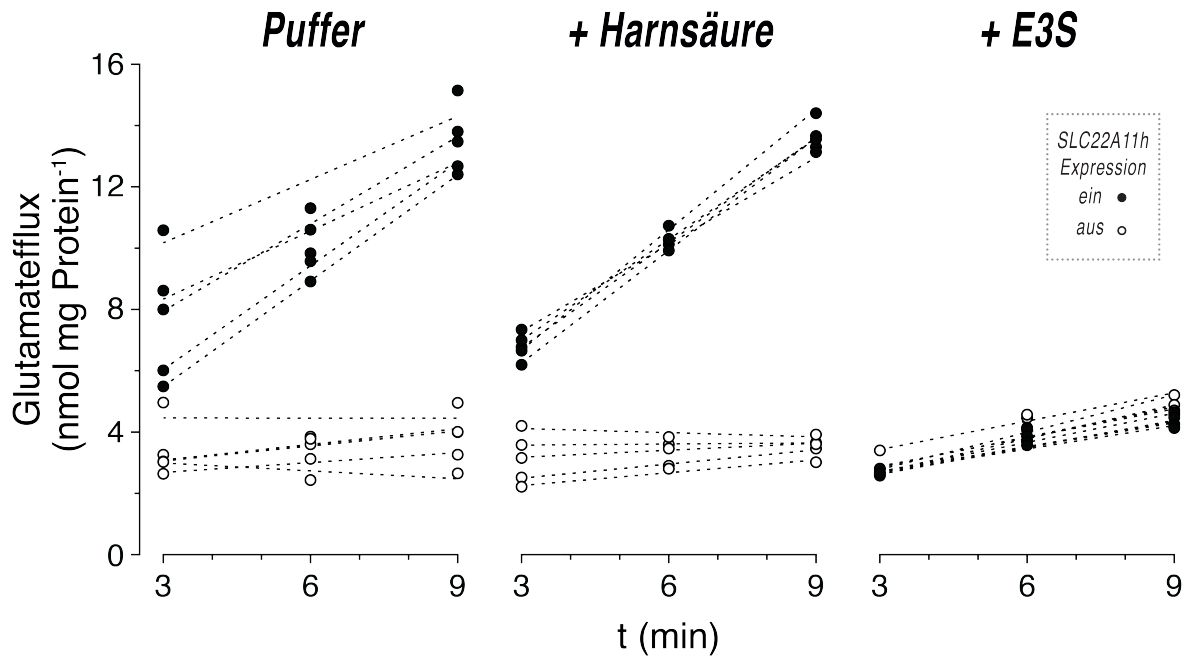 Puffer
+ Harnsäure
+ E3S
16
12
8
4
0
Glutamatefflux
(nmol mg Protein⁻¹)
SLC22A11h
Expression
ein
aus
3 6 9
3 6 9
3 6 9
t (min)